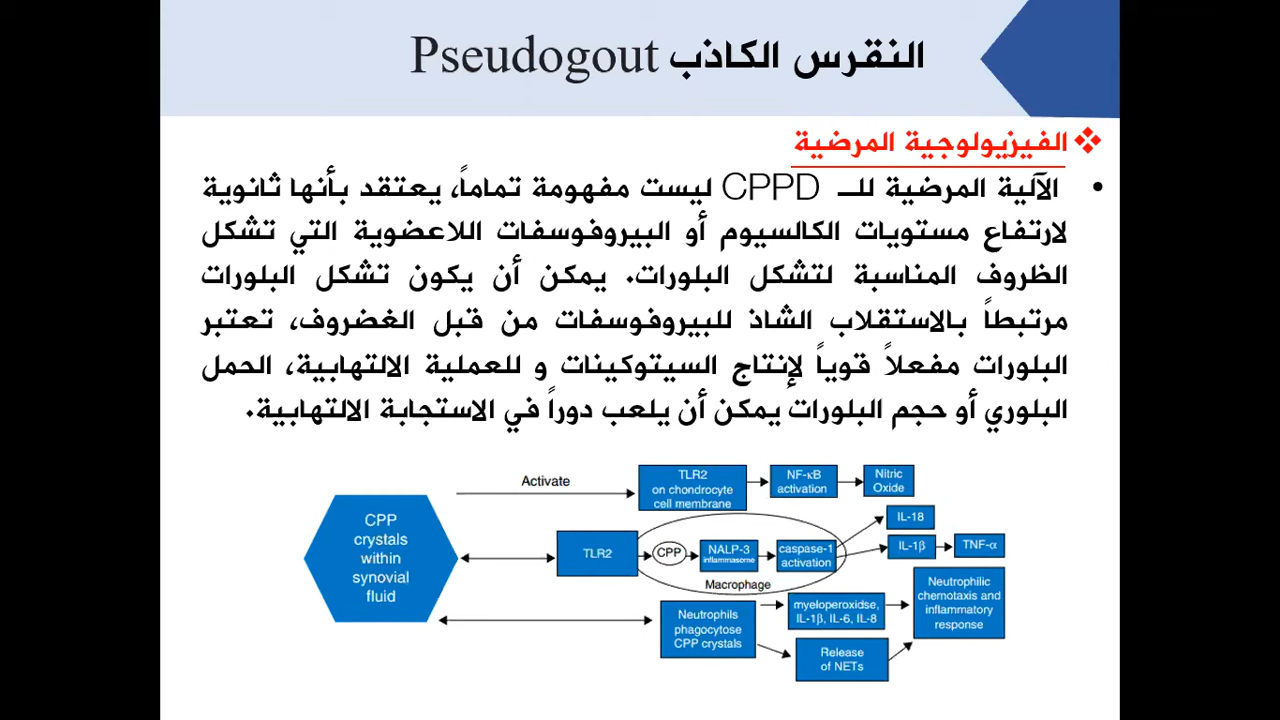 النقرس الكاذب Pseudogout
الفيزيولوجية المرضية
الآلية المرضية للـ CPPD ليست مفهومة تماماً، يعتقد بأنها ثانوية
لارتفاع مستويات الكالسيوم أو البيروفوسفات اللاعضوية التي تشكل
الظروف المناسبة لتشكل البلورات. يمكن أن يكون تشكل البلورات
مرتبطاً بالاستقلاب الشاذ للبيروفوسفات من قبل الغضروف، تعتبر
البلورات مفعلاً قوياً لإنتاج السيتوكينات و للعملية الالتهابية، الحمل
البلوري أو حجم البلورات يمكن أن يلعب دوراً في الاستجابة الالتهابية.
CPP
crystals
within
synovial
fluid
Activate
TLR2
on chondrocyte
cell membrane
NF-κB
activation
Nitric
Oxide
TLR2
CPP
NALP-3
inflammasome
caspase-1
activation
Macrophage
IL-18
IL-1β
TNF-α
Neutrophils
phagocytose
CPP crystals
myeloperoxidse,
IL-1β, IL-6, IL-8
Release
of NETs
Neutrophilic
chemotaxis and
inflammatory
response